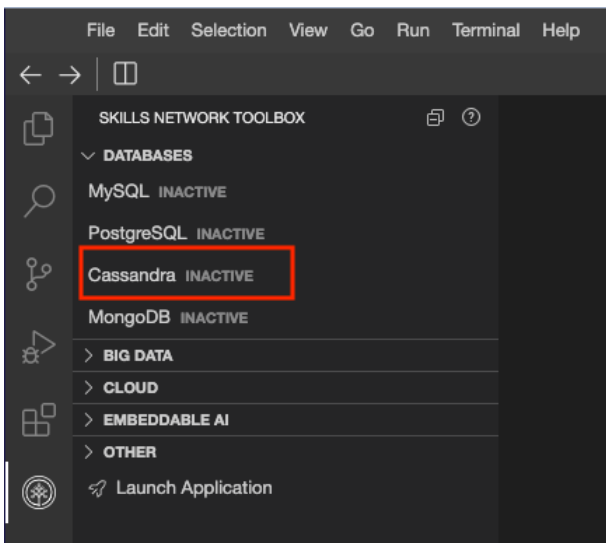 File Edit Selection View Go Run Terminal Help
SKILLS NETWORK TOOLBOX
DATABASES
MySQL INACTIVE
PostgreSQL INACTIVE
Cassandra INACTIVE
MongoDB INACTIVE
BIG DATA
CLOUD
EMBEDDABLE AI
OTHER
Launch Application